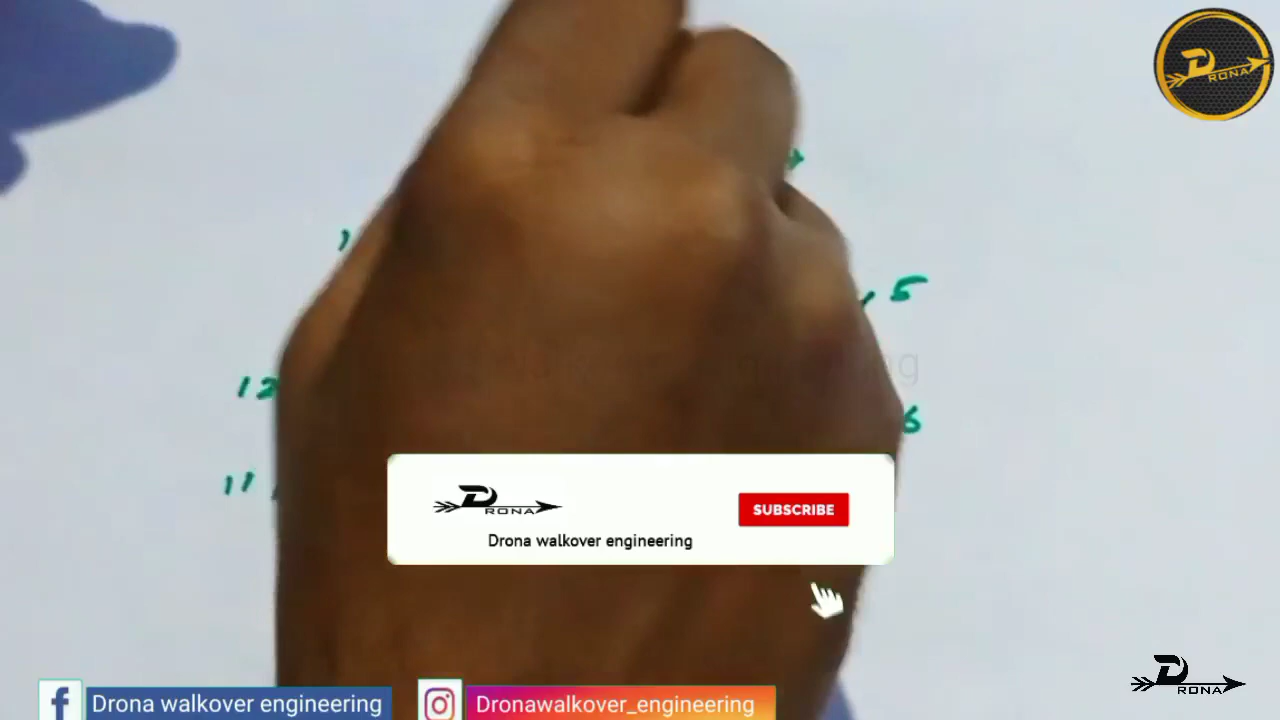 DRONA
1
5
12
6
11
DRONA
SUBSCRIBE
Drona walkover engineering
DRONA
Drona walkover engineering
Dronawalkover_engineering